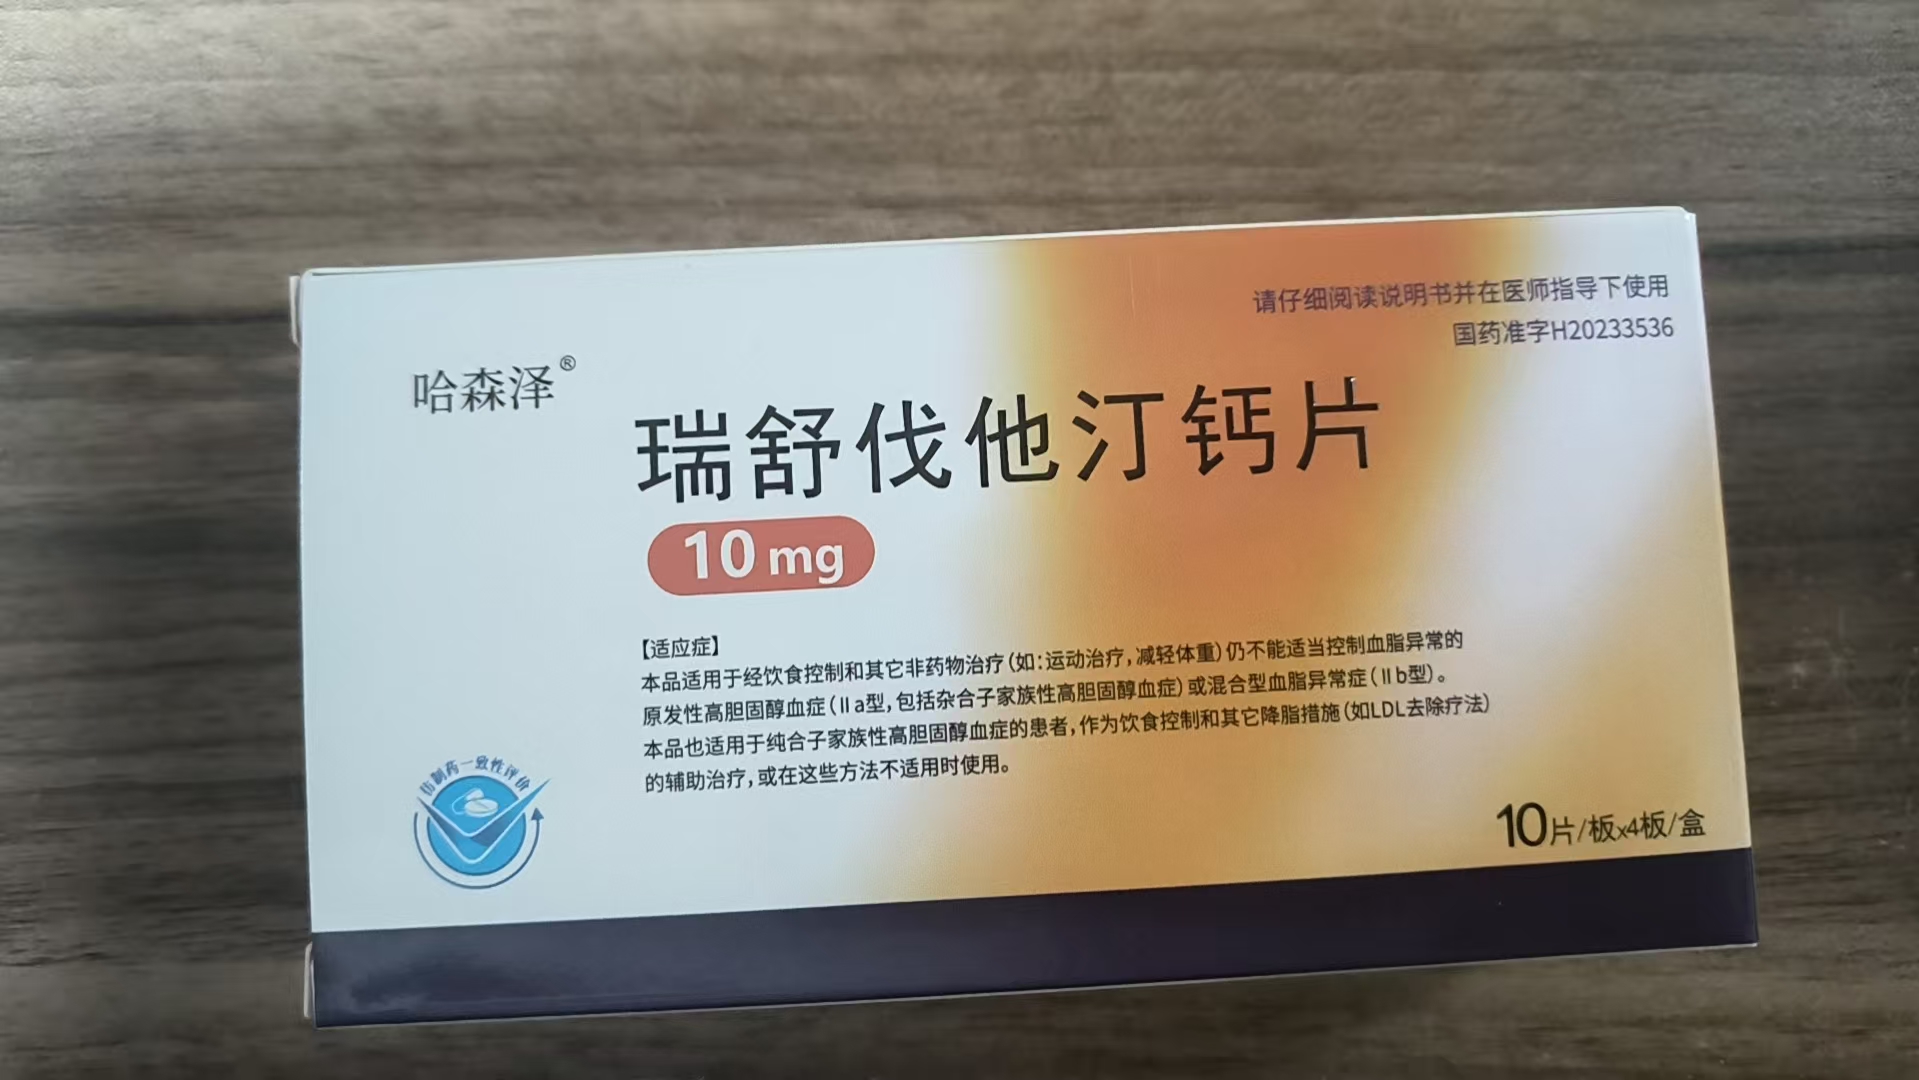 请仔细阅读说明书并在医师指导下使用
国药准字H20233536
哈森泽®
瑞舒伐他汀钙片
10 mg
【适应症】
本品适用于经饮食控制和其它非药物治疗(如:运动治疗,减轻体重)仍不能适当控制血脂异常的
原发性高胆固醇血症(Ⅱa型,包括杂合子家族性高胆固醇血症)或混合型血脂异常症(Ⅱb型)。
本品也适用于纯合子家族性高胆固醇血症的患者,作为饮食控制和其它降脂措施(如LDL去除疗法)
的辅助治疗,或在这些方法不适用时使用。
仿制药一致性评价
10片/板x4板/盒